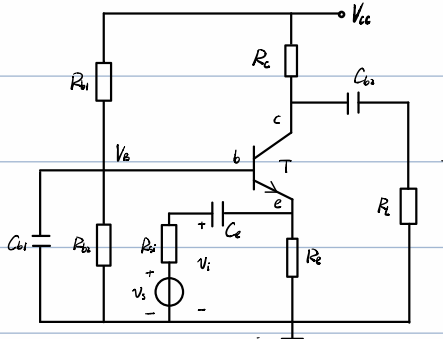 Vcc
Rc
Rb1
Cb2
c
VB
b
T
e
RL
+
Ce
Cb1
Rb2
Rsi
Vi
Re
+
Vs
−
−